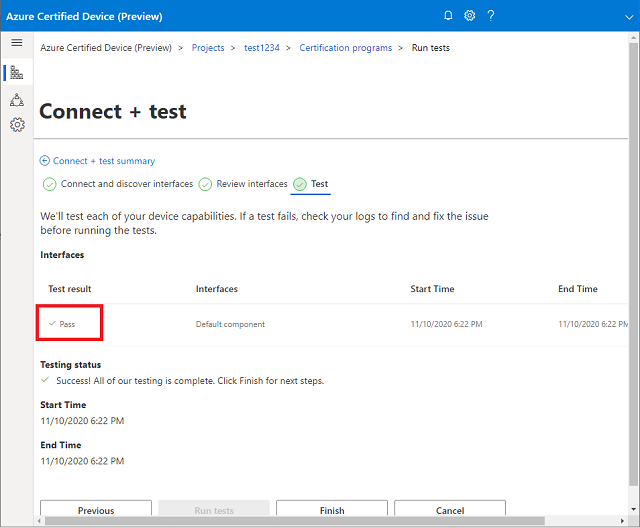 Azure Certified Device (Preview)
Azure Certified Device (Preview) > Projects > test1234 > Certification programs > Run tests
Connect + test
Connect + test summary
Connect and discover interfaces Review interfaces Test
We'll test each of your device capabilities. If a test fails, check your logs to find and fix the issue
before running the tests.
Interfaces
Test result Interfaces Start Time End Time
Pass Default component 11/10/2020 6:22 PM 11/10/2020 6:22 PM
Testing status
Success! All of our testing is complete. Click Finish for next steps.
Start Time
11/10/2020 6:22 PM
End Time
11/10/2020 6:22 PM
Previous Run tests Finish Cancel